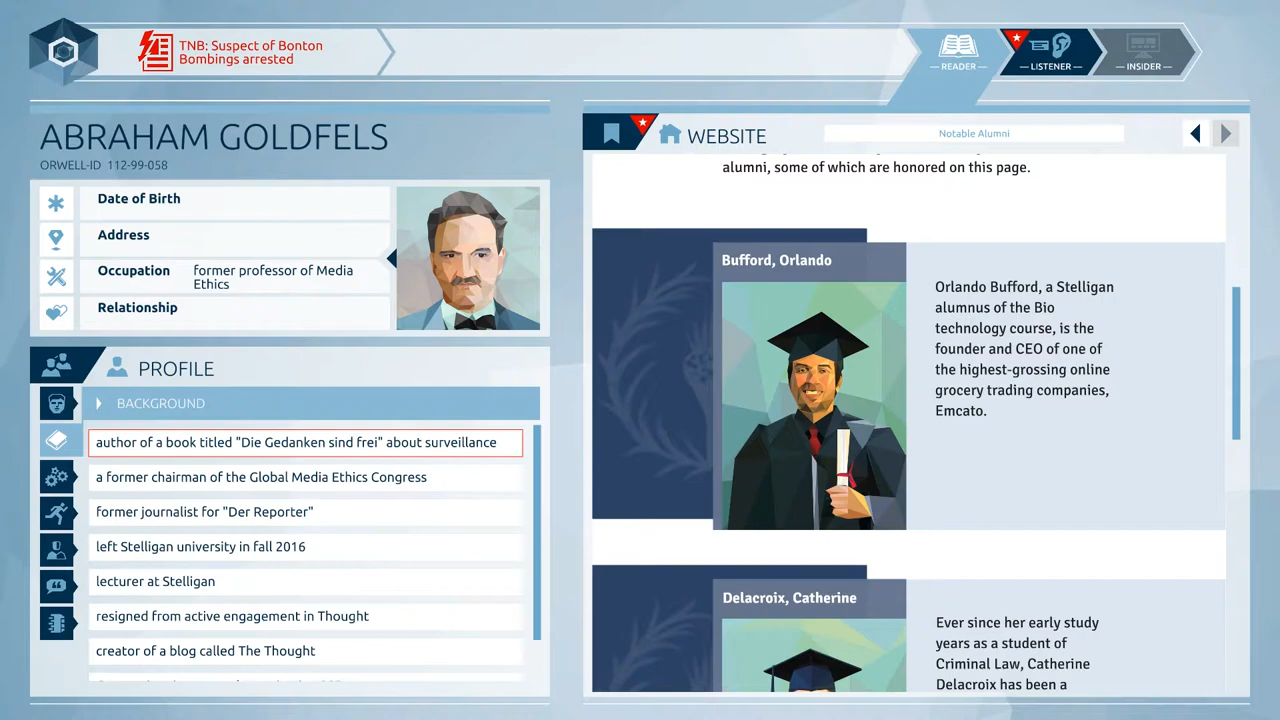 TNB: Suspect of Bonton
Bombings arrested
— READER —
— LISTENER —
— INSIDER —
ABRAHAM GOLDFELS
ORWELL-ID 112-99-058
Date of Birth
Address
Occupation former professor of Media
Ethics
Relationship
PROFILE
BACKGROUND
author of a book titled "Die Gedanken sind frei" about surveillance
a former chairman of the Global Media Ethics Congress
former journalist for "Der Reporter"
left Stelligan university in fall 2016
lecturer at Stelligan
resigned from active engagement in Thought
creator of a blog called The Thought
WEBSITE
Notable Alumni
alumni, some of which are honored on this page.
Bufford, Orlando
Orlando Bufford, a Stelligan
alumnus of the Bio
technology course, is the
founder and CEO of one of
the highest-grossing online
grocery trading companies,
Emcato.
Delacroix, Catherine
Ever since her early study
years as a student of
Criminal Law, Catherine
Delacroix has been a